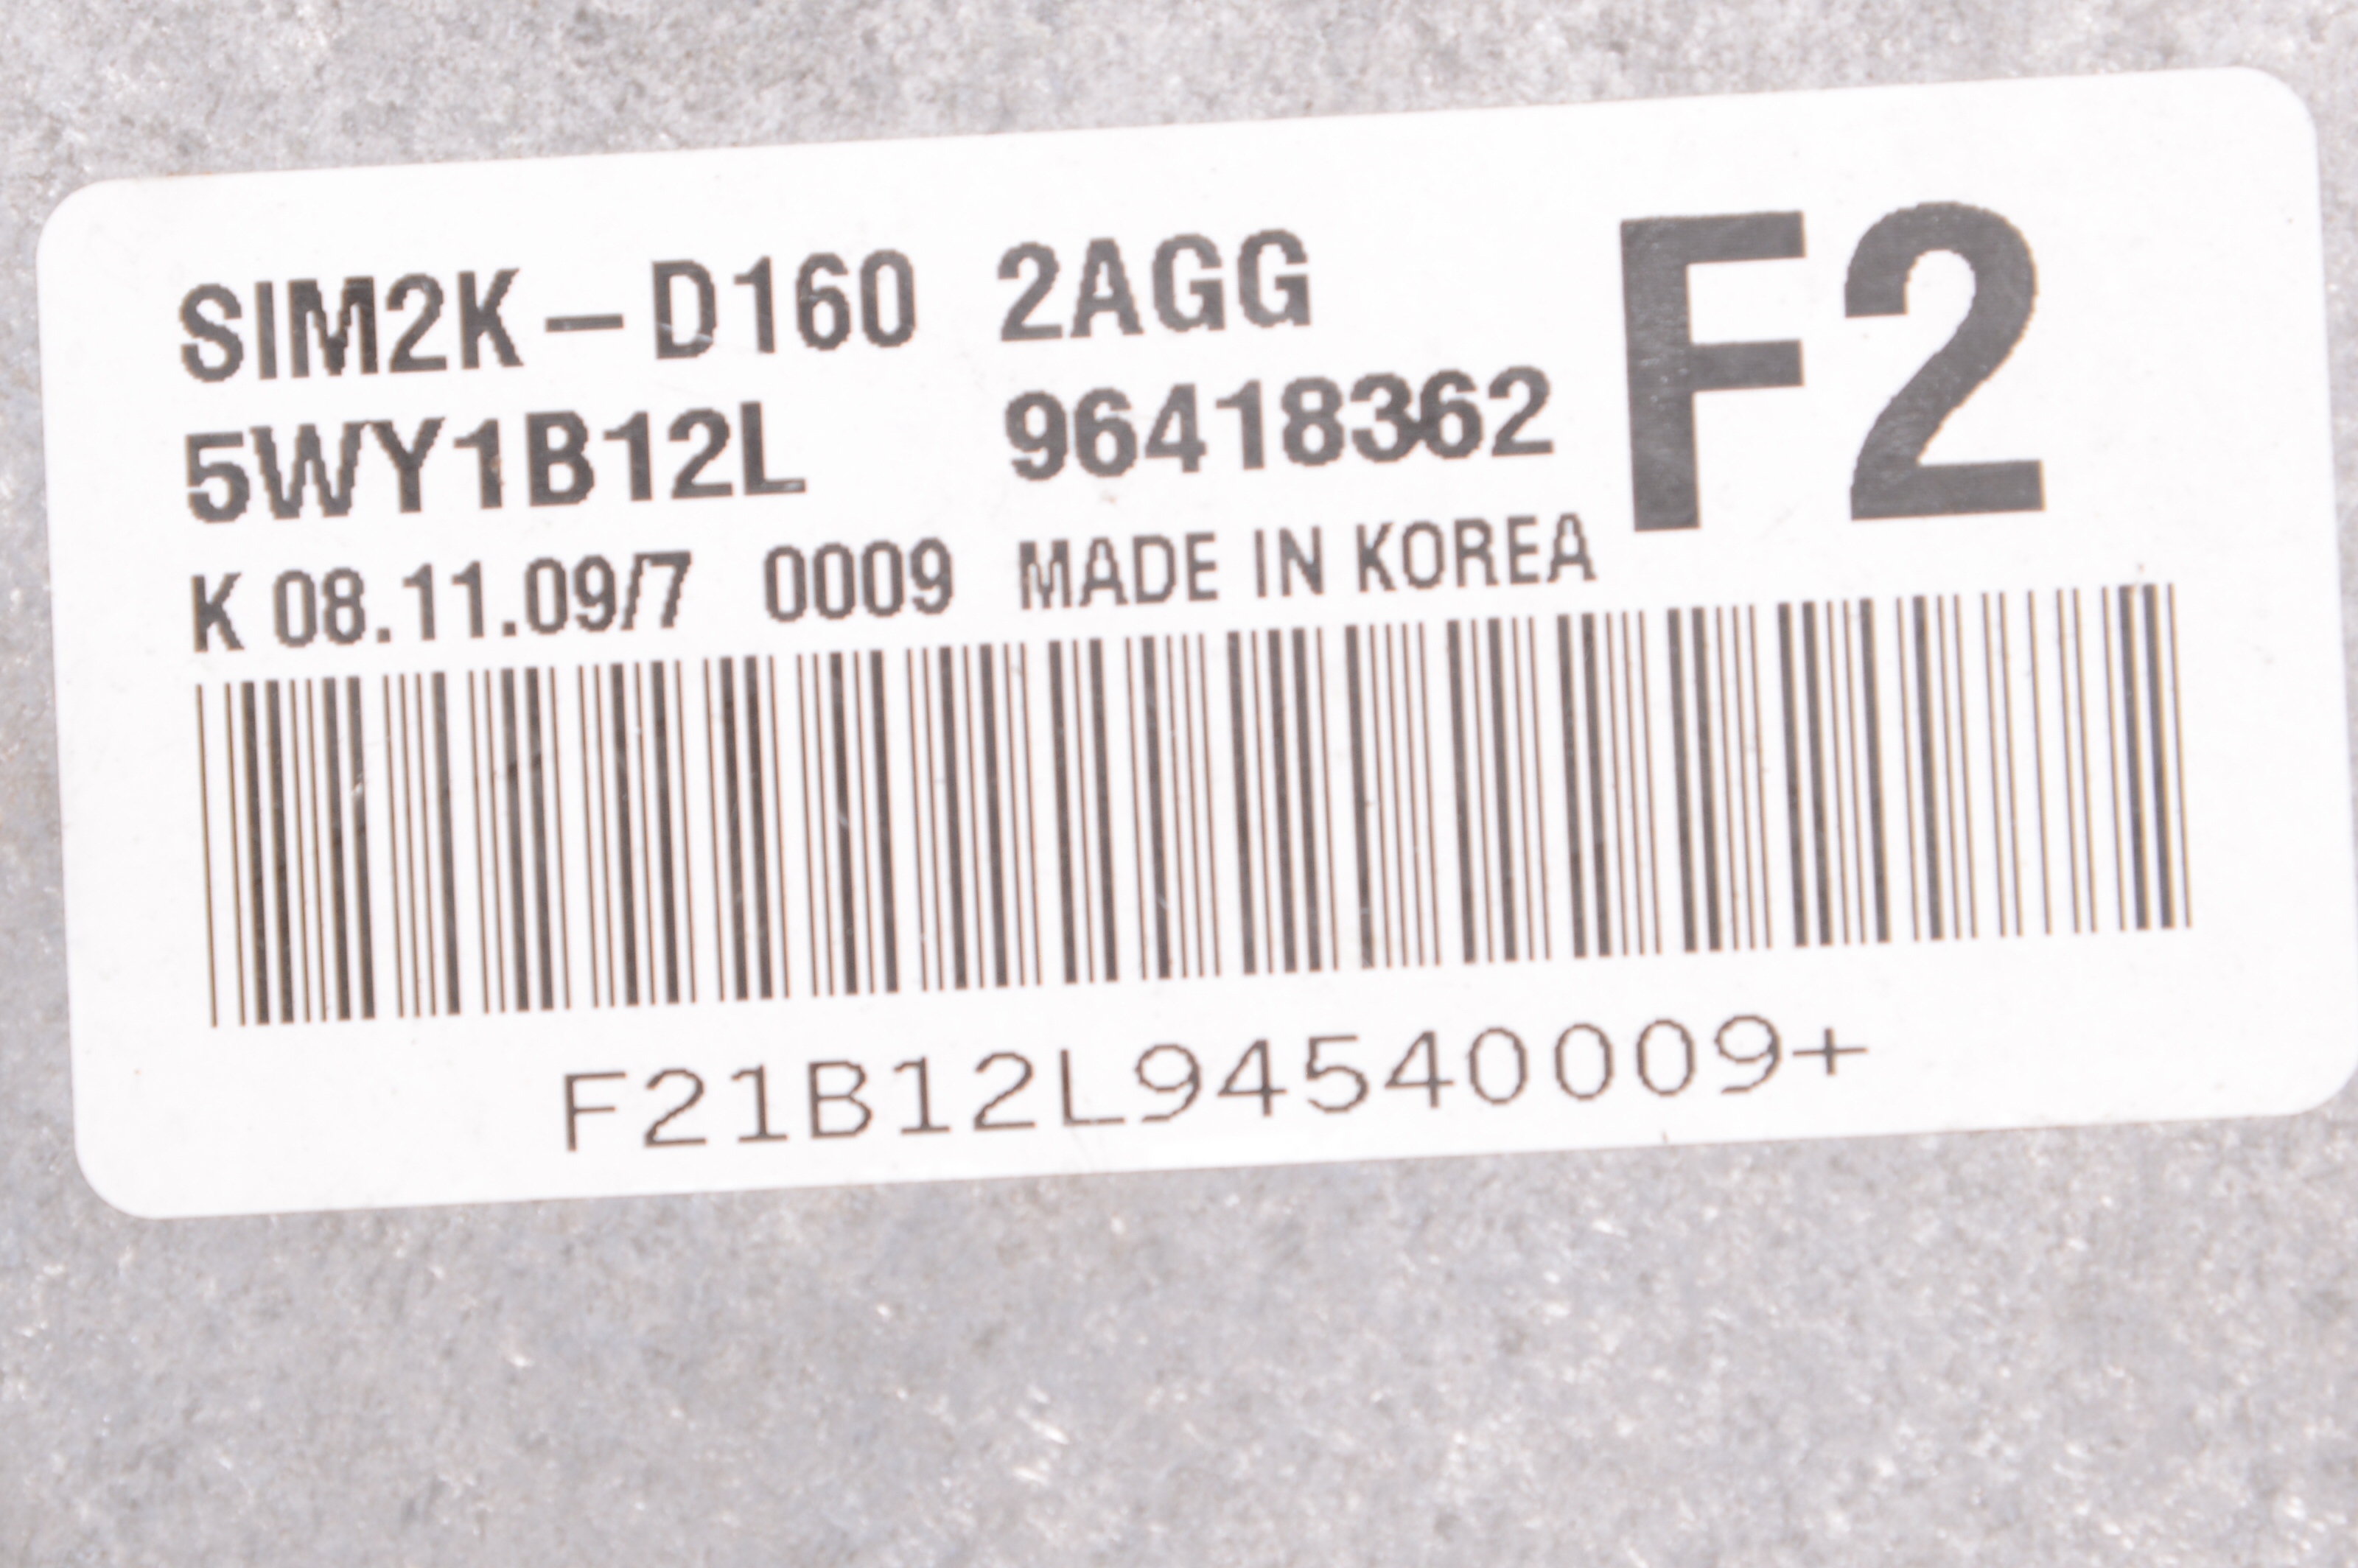 SIM2K-D160 2AGG
F2
5WY1B12L 96418362
K 08.11.09/7 0009 MADE IN KOREA
F21B12L94540009+